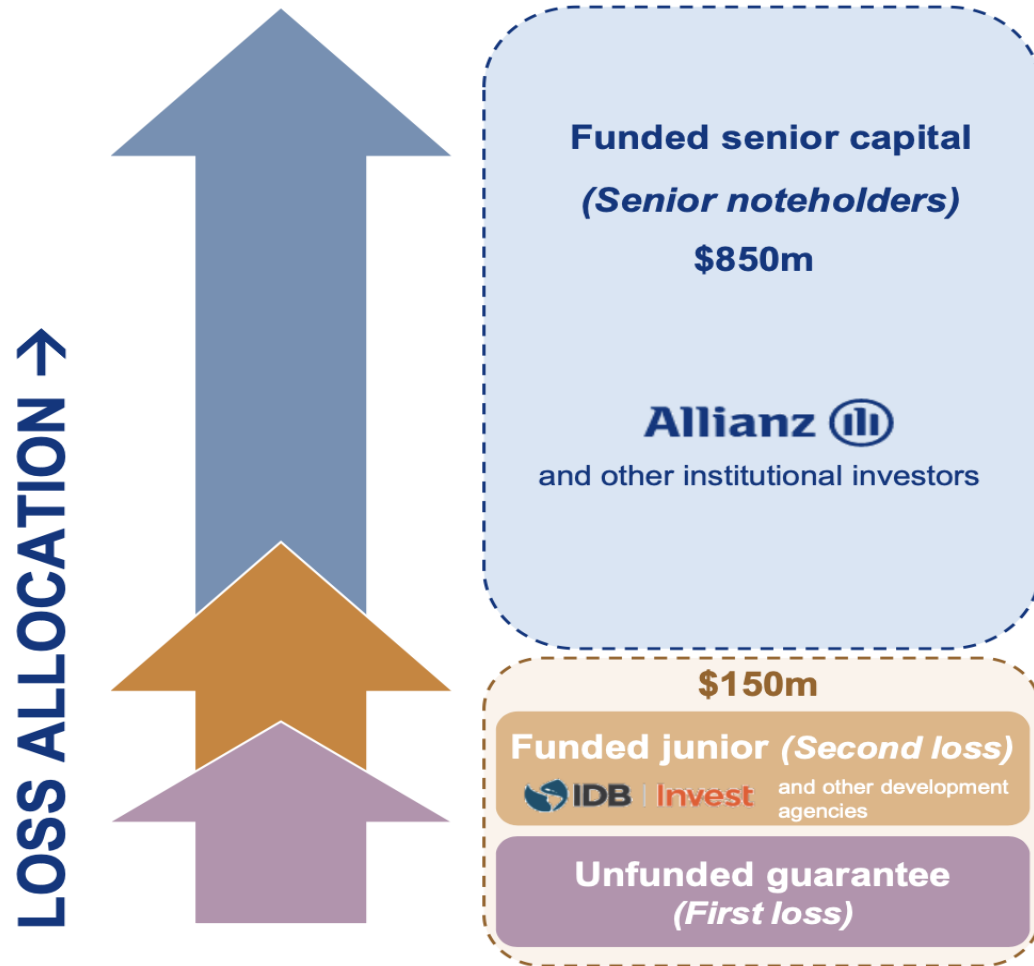 LOSS ALLOCATION →
Funded senior capital
(Senior noteholders)
$850m
Allianz
and other institutional investors
$150m
Funded junior (Second loss)
IDB | Invest
and other development
agencies
Unfunded guarantee
(First loss)